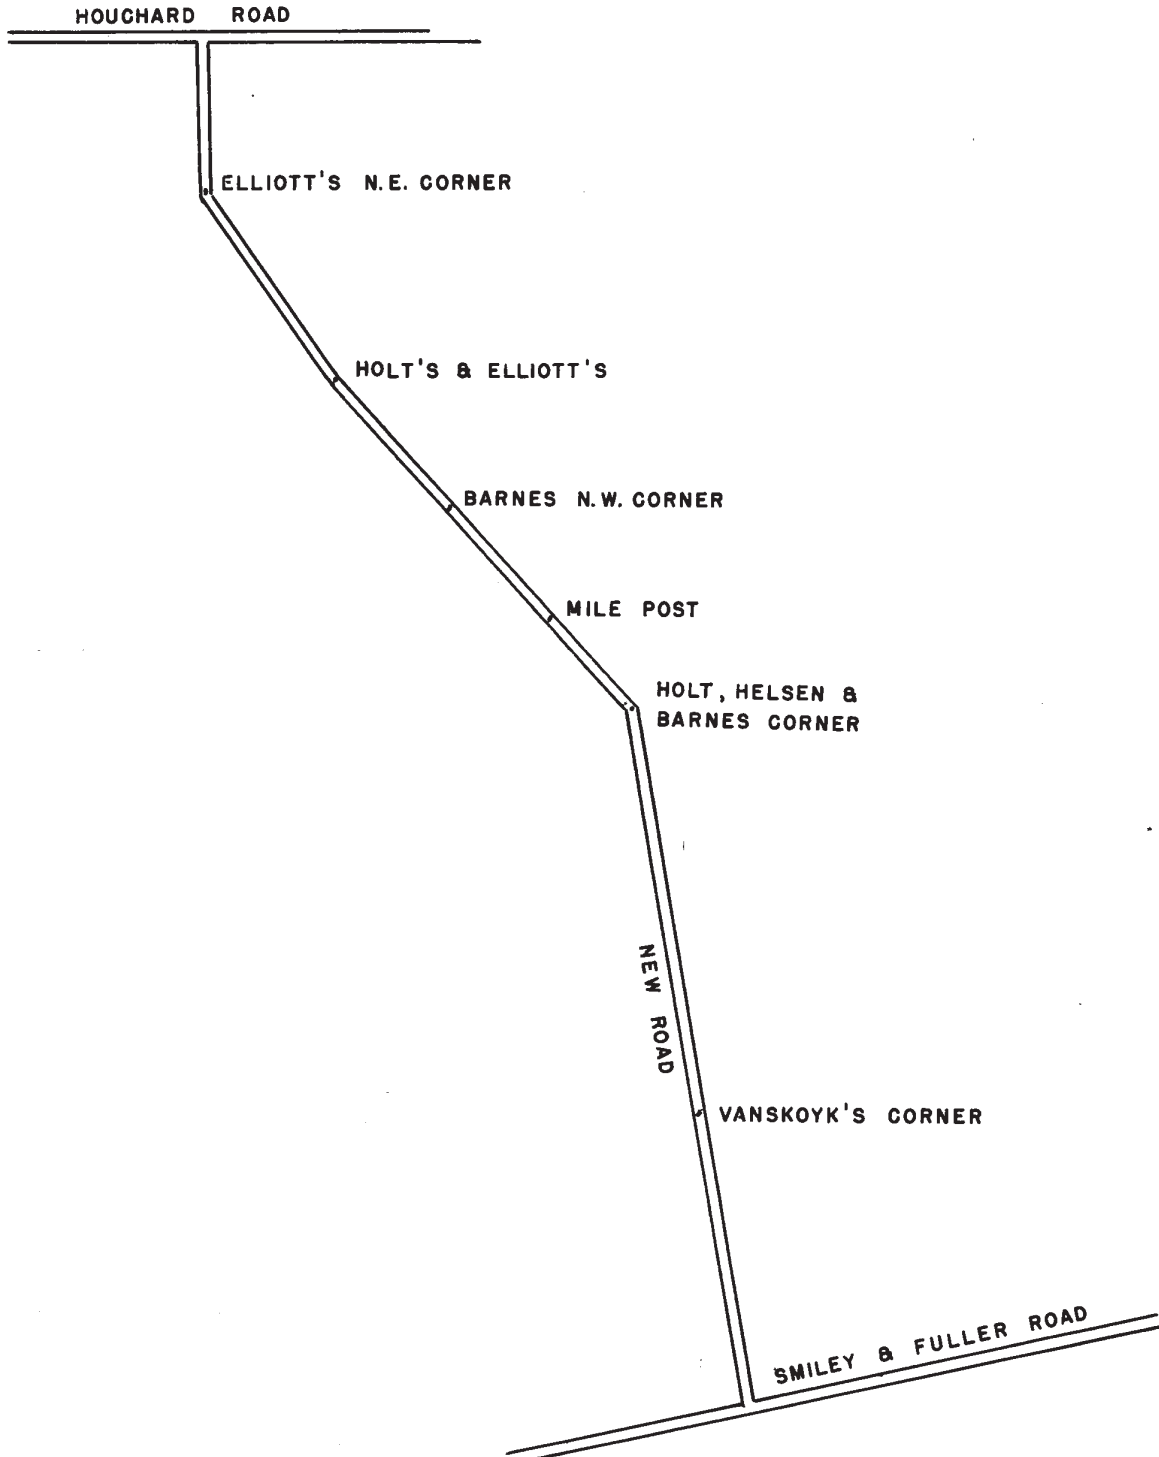 HOUCHARD ROAD
ELLIOTT'S N.E. CORNER
HOLT'S & ELLIOTT'S
BARNES N.W. CORNER
MILE POST
HOLT, HELSEN &
BARNES CORNER
NEW ROAD
VANSKOYK'S CORNER
SMILEY & FULLER ROAD